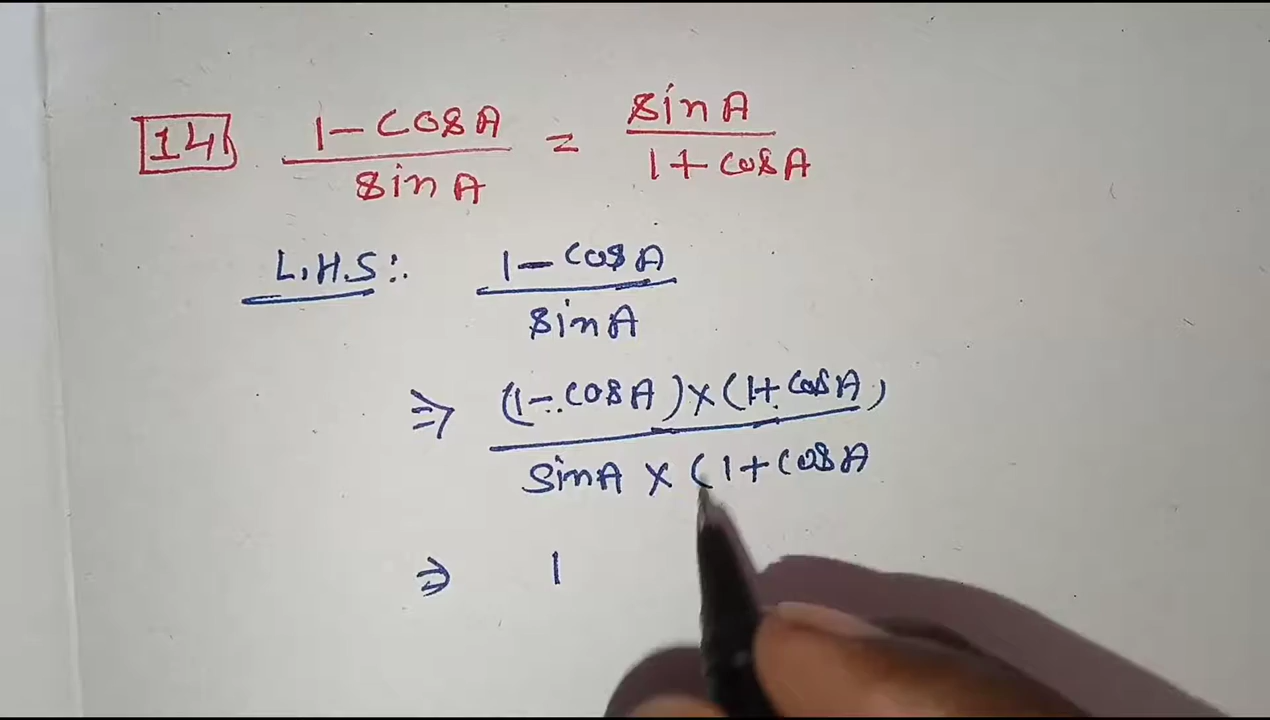 14 1-cosA/sinA = sinA/1+cosA
L.H.S:. 1-cosA/sinA
⇒ (1-cosA)×(1+cosA)/sinA×(1+cosA
⇒ 1